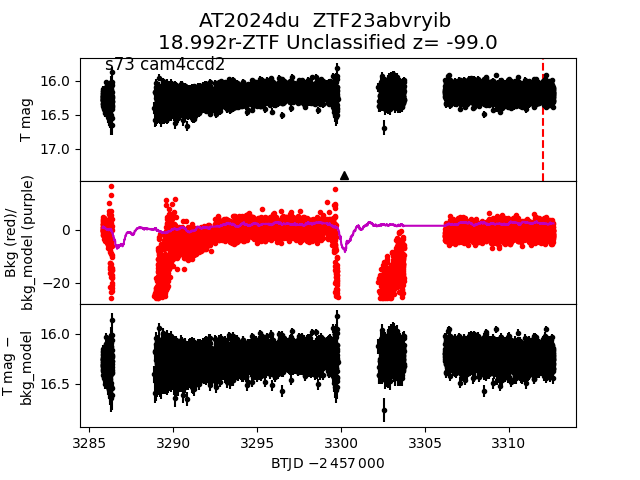 AT2024du  ZTF23abvryib
18.992r-ZTF Unclassified z= -99.0
s73 cam4ccd2
16.0
16.5
17.0
T mag
0
−20
Bkg (red)/
bkg_model (purple)
16.0
16.5
T mag −
bkg_model
3285
3290
3295
3300
3305
3310
BTJD −2 457 000